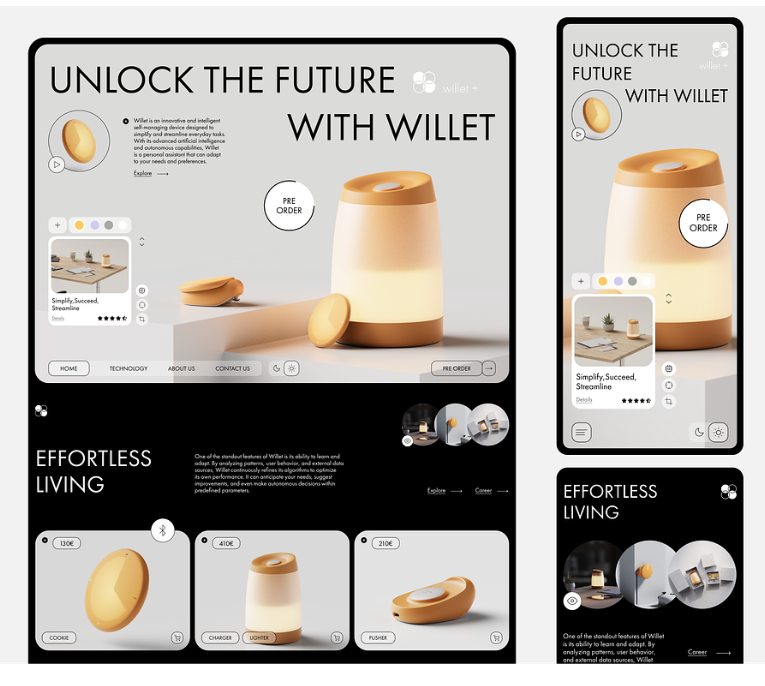 UNLOCK THE FUTURE
willet +
WITH WILLET
Willet is an innovative and intelligent
self-managing device designed to
simplify and streamline everyday tasks.
With its advanced artificial intelligence
and autonomous capabilities, Willet
is a personal assistant that can adapt
to your needs and preferences.
Explore
PRE
ORDER
Simplify,Succeed,
Streamline
Details
HOME
TECHNOLOGY
ABOUT US
CONTACT US
PRE ORDER
EFFORTLESS
LIVING
One of the standout features of Willet is its ability to learn and
adapt. By analyzing patterns, user behavior, and external data
sources, Willet continuously refines its algorithms to optimize
its own performance. It can anticipate your needs, suggest
improvements, and even make autonomous decisions within
predefined parameters.
Explore
Career
130€
COOKIE
410€
CHARGER
LIGHTER
210€
PUSHER
UNLOCK THE
FUTURE
willet +
WITH WILLET
PRE
ORDER
Simplify,Succeed,
Streamline
Details
EFFORTLESS
LIVING
One of the standout features of Willet
is its ability to learn and adapt. By
analyzing patterns, user behavior,
and external data sources, Willet
Career